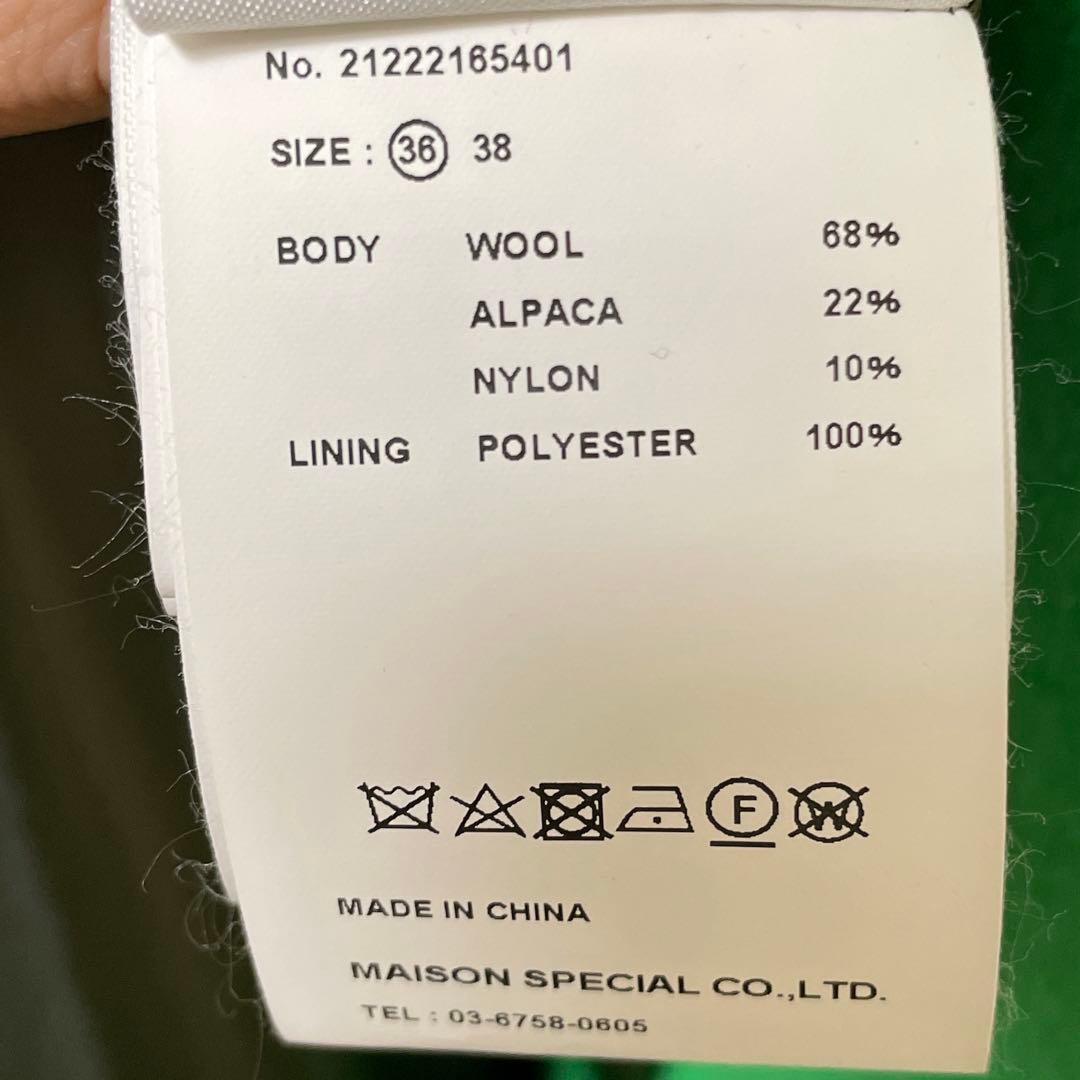 No. 21222165401
SIZE : 36 38
BODY WOOL 68%
ALPACA 22%
NYLON 10%
LINING POLYESTER 100%
F W
MADE IN CHINA
MAISON SPECIAL CO.,LTD.
TEL : 03-6758-0605